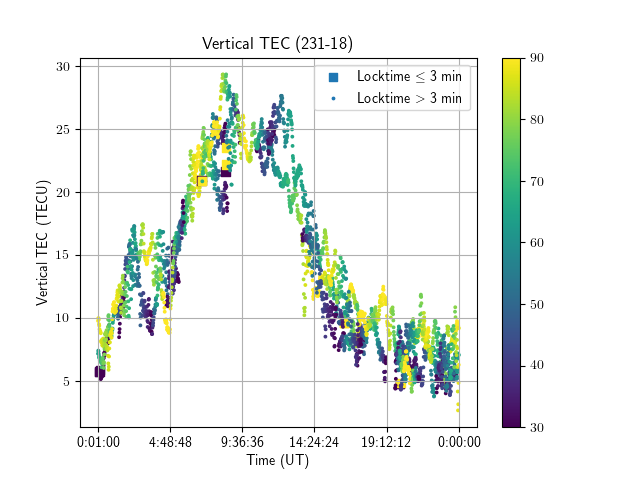 Vertical TEC (231-18)
Locktime ≤ 3 min
Locktime > 3 min
Vertical TEC (TECU)
30
25
20
15
10
5
0:01:00 4:48:48 9:36:36 14:24:24 19:12:12 0:00:00
Time (UT)
90
80
70
60
50
40
30